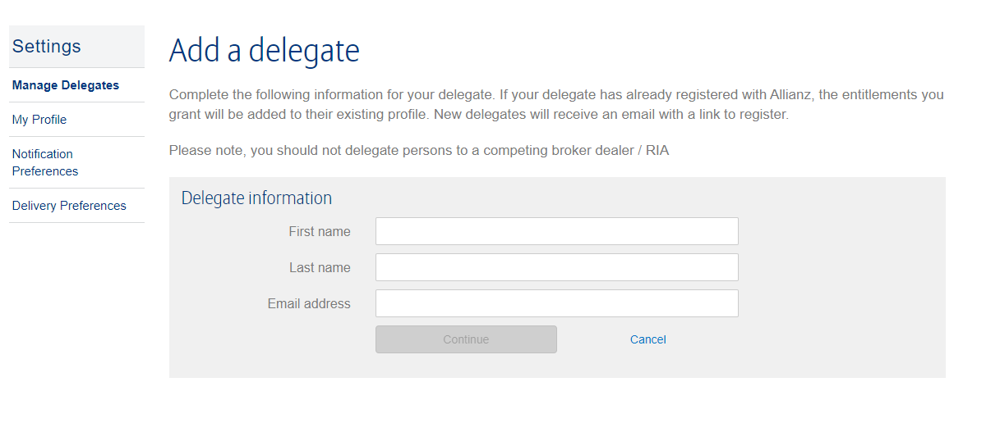 Settings
Manage Delegates
My Profile
Notification
Preferences
Delivery Preferences
Add a delegate
Complete the following information for your delegate. If your delegate has already registered with Allianz, the entitlements you
grant will be added to their existing profile. New delegates will receive an email with a link to register.
Please note, you should not delegate persons to a competing broker dealer / RIA
Delegate information
First name
Last name
Email address
Continue
Cancel